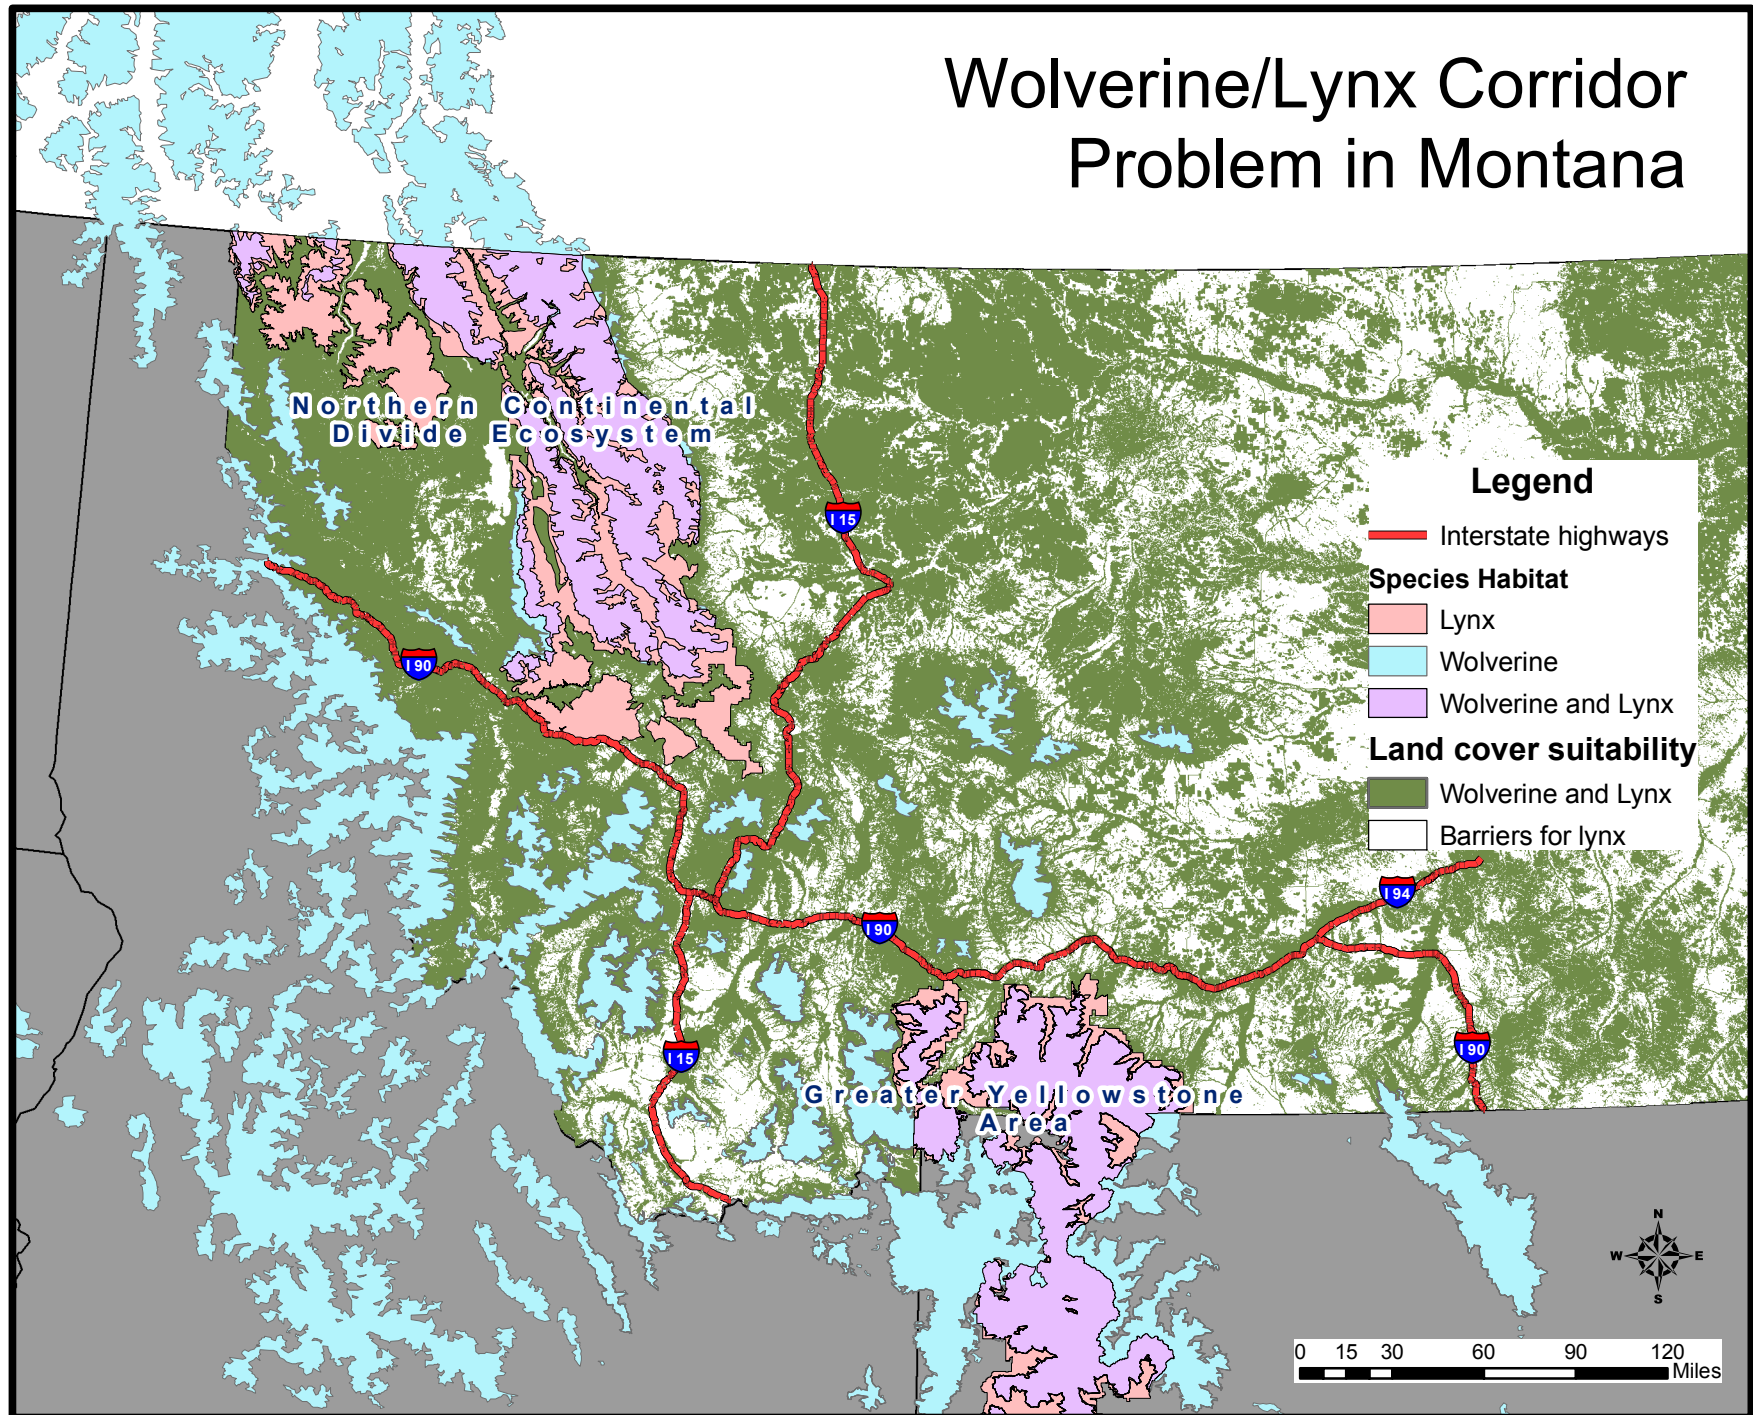 Wolverine/Lynx Corridor
Problem in Montana
Northern Continental
Divide Ecosystem
I 15
Legend
Interstate highways
Species Habitat
Lynx
Wolverine
Wolverine and Lynx
Land cover suitability
Wolverine and Lynx
Barriers for lynx
I 90
I 94
I 90
I 15
I 90
Greater Yellowstone
Area
N
W E
S
0 15 30 60 90 120
Miles